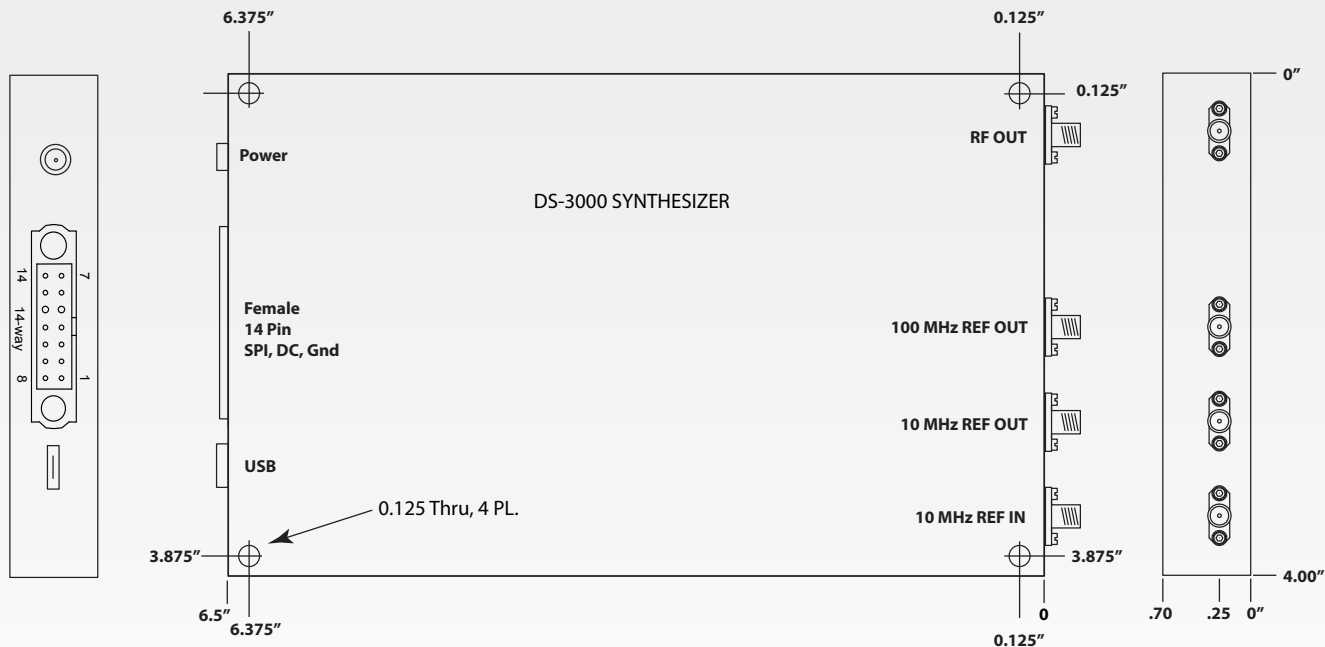 6.375”
0.125”
0”
0.125”
RF OUT
Power
DS-3000 SYNTHESIZER
14
7
14-way
8
1
Female
14 Pin
SPI, DC, Gnd
100 MHz REF OUT
10 MHz REF OUT
USB
0.125 Thru, 4 PL.
10 MHz REF IN
3.875”
3.875”
4.00”
6.5”
6.375”
0
0.125”
.70
.25
0”